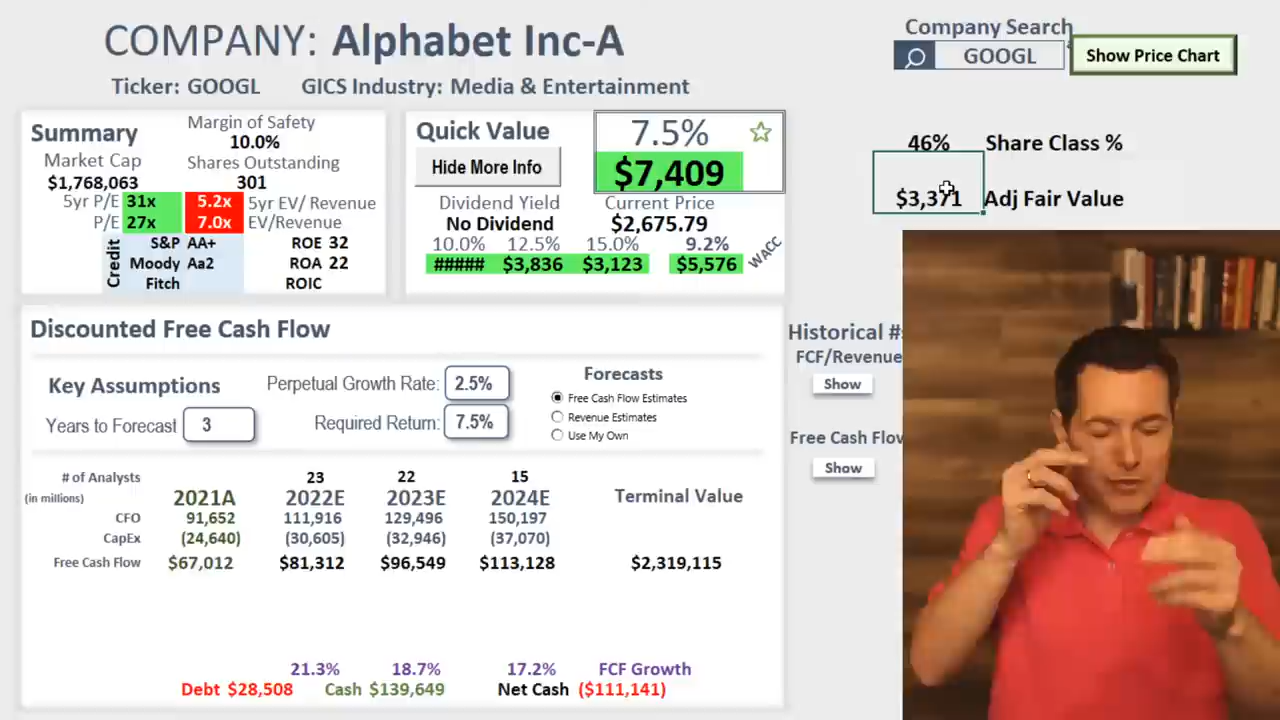 COMPANY: Alphabet Inc-A
Ticker: GOOGL GICS Industry: Media & Entertainment
Company Search
GOOGL
Show Price Chart
Summary
Margin of Safety
10.0%
Market Cap
$1,768,063
Shares Outstanding
301
5yr P/E 31x 5.2x 5yr EV/ Revenue
P/E 27x 7.0x EV/Revenue
Credit
S&P AA+ ROE 32
Moody Aa2 ROA 22
Fitch ROIC
Quick Value
Hide More Info
7.5%
$7,409
Dividend Yield
No Dividend
Current Price
$2,675.79
10.0% 12.5% 15.0% 9.2%
##### $3,836 $3,123 $5,576
WACC
46% Share Class %
$3,371 Adj Fair Value
Discounted Free Cash Flow
Key Assumptions
Years to Forecast 3
Perpetual Growth Rate: 2.5%
Required Return: 7.5%
Forecasts
Free Cash Flow Estimates
Revenue Estimates
Use My Own
Historical #
FCF/Revenue
Show
Free Cash Flow
Show
# of Analysts 23 22 15
(in millions) 2021A 2022E 2023E 2024E Terminal Value
CFO 91,652 111,916 129,496 150,197
CapEx (24,640) (30,605) (32,946) (37,070)
Free Cash Flow $67,012 $81,312 $96,549 $113,128 $2,319,115
21.3% 18.7% 17.2% FCF Growth
Debt $28,508 Cash $139,649 Net Cash ($111,141)